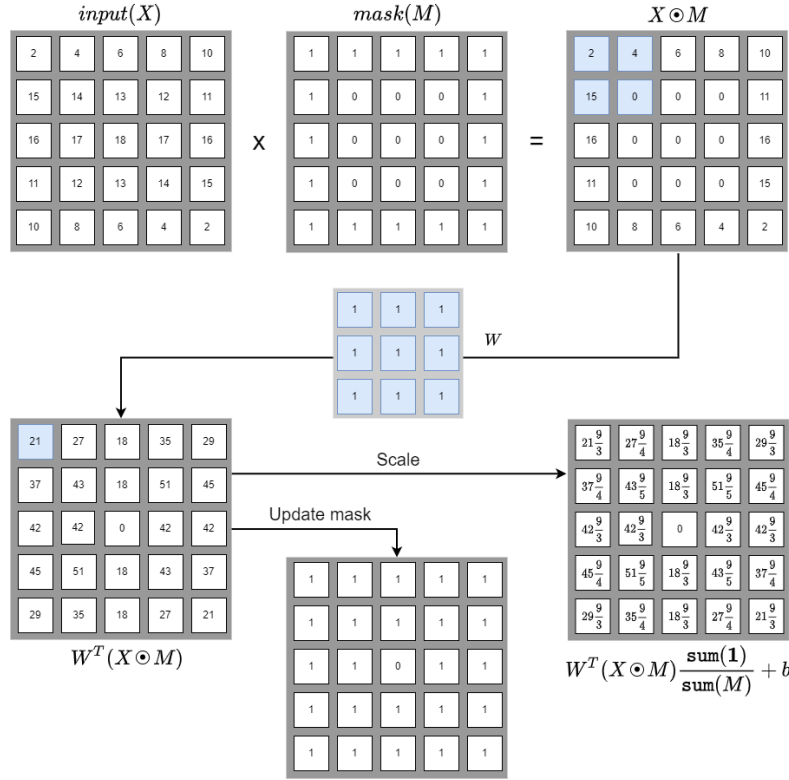 input(X) mask(M) X⊙M
2 4 6 8 10 1 1 1 1 1 2 4 6 8 10
15 14 13 12 11 1 0 0 0 1 15 0 0 0 11
16 17 18 17 16 x 1 0 0 0 1 = 16 0 0 0 16
11 12 13 14 15 1 0 0 0 1 11 0 0 0 15
10 8 6 4 2 1 1 1 1 1 10 8 6 4 2
1 1 1
1 1 1 W
1 1 1
21 27 18 35 29
37 43 18 51 45
42 42 0 42 42
45 51 18 43 37
29 35 18 27 21
W^T(X⊙M)
Scale
Update mask
1 1 1 1 1
1 1 1 1 1
1 1 0 1 1
1 1 1 1 1
1 1 1 1 1
21 9/3 27 9/4 18 9/3 35 9/4 29 9/3
37 9/4 43 9/5 18 9/3 51 9/5 45 9/4
42 9/3 42 9/3 0 42 9/3 42 9/3
45 9/4 51 9/5 18 9/3 43 9/5 37 9/4
29 9/3 35 9/4 18 9/3 27 9/4 21 9/3
W^T(X⊙M) sum(1)/sum(M) + b